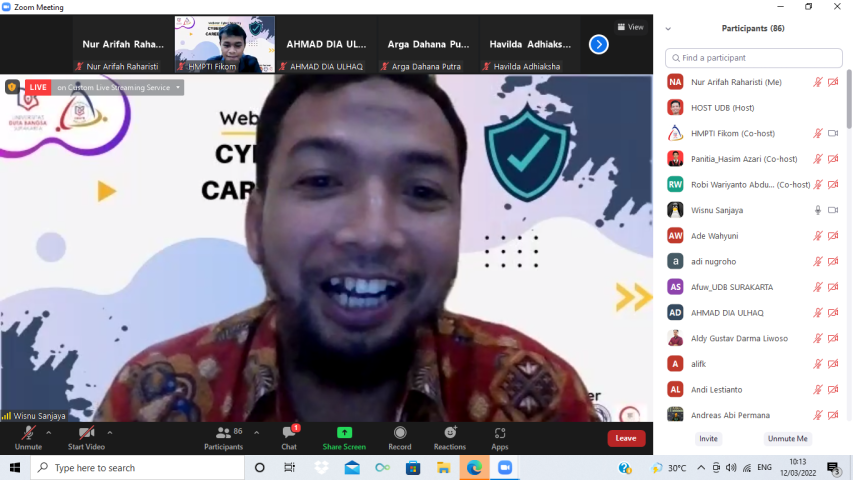 Zoom Meeting
Nur Arifah Raha...
AHMAD DIA UL...
Arga Dahana Pu...
Havilda Adhiaks...
View
Nur Arifah Raharisti
HMPTI Fikom
AHMAD DIA ULHAQ
Arga Dahana Putra
Havilda Adhiaksha
LIVE
on Custom Live Streaming Service
UNIVERSITAS
DUTA BANGSA
SURAKARTA
Web
CY
CAR
Wisnu Sanjaya
Participants (86)
Find a participant
NA Nur Arifah Raharisti (Me)
HOST UDB (Host)
HMPTI Fikom (Co-host)
Panitia_Hasim Azari (Co-host)
RW Robi Wariyanto Abdu... (Co-host)
Wisnu Sanjaya
AW Ade Wahyuni
a adi nugroho
AS Afuw_UDB SURAKARTA
AD AHMAD DIA ULHAQ
Aldy Gustav Darma Liwoso
A alifk
AL Andi Lestianto
Andreas Abi Permana
Invite
Unmute Me
Unmute
Start Video
86
Participants
1
Chat
Share Screen
Record
Reactions
Apps
Leave
Type here to search
30°C
ENG
10:13
12/03/2022
3